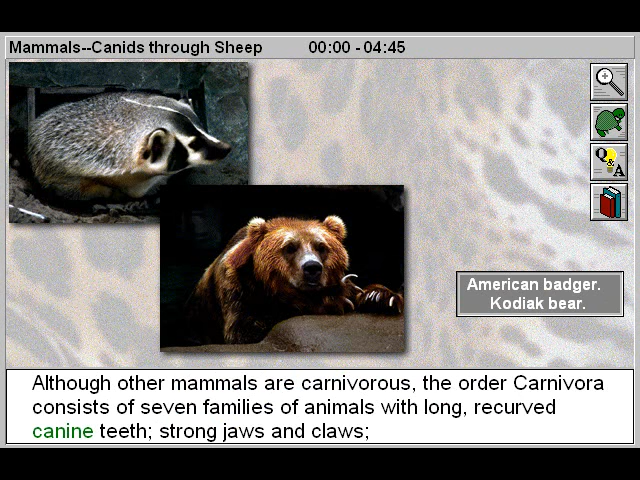 Mammals--Canids through Sheep 00:00 - 04:45
Q&A
American badger.
Kodiak bear.
Although other mammals are carnivorous, the order Carnivora
consists of seven families of animals with long, recurved
canine teeth; strong jaws and claws;